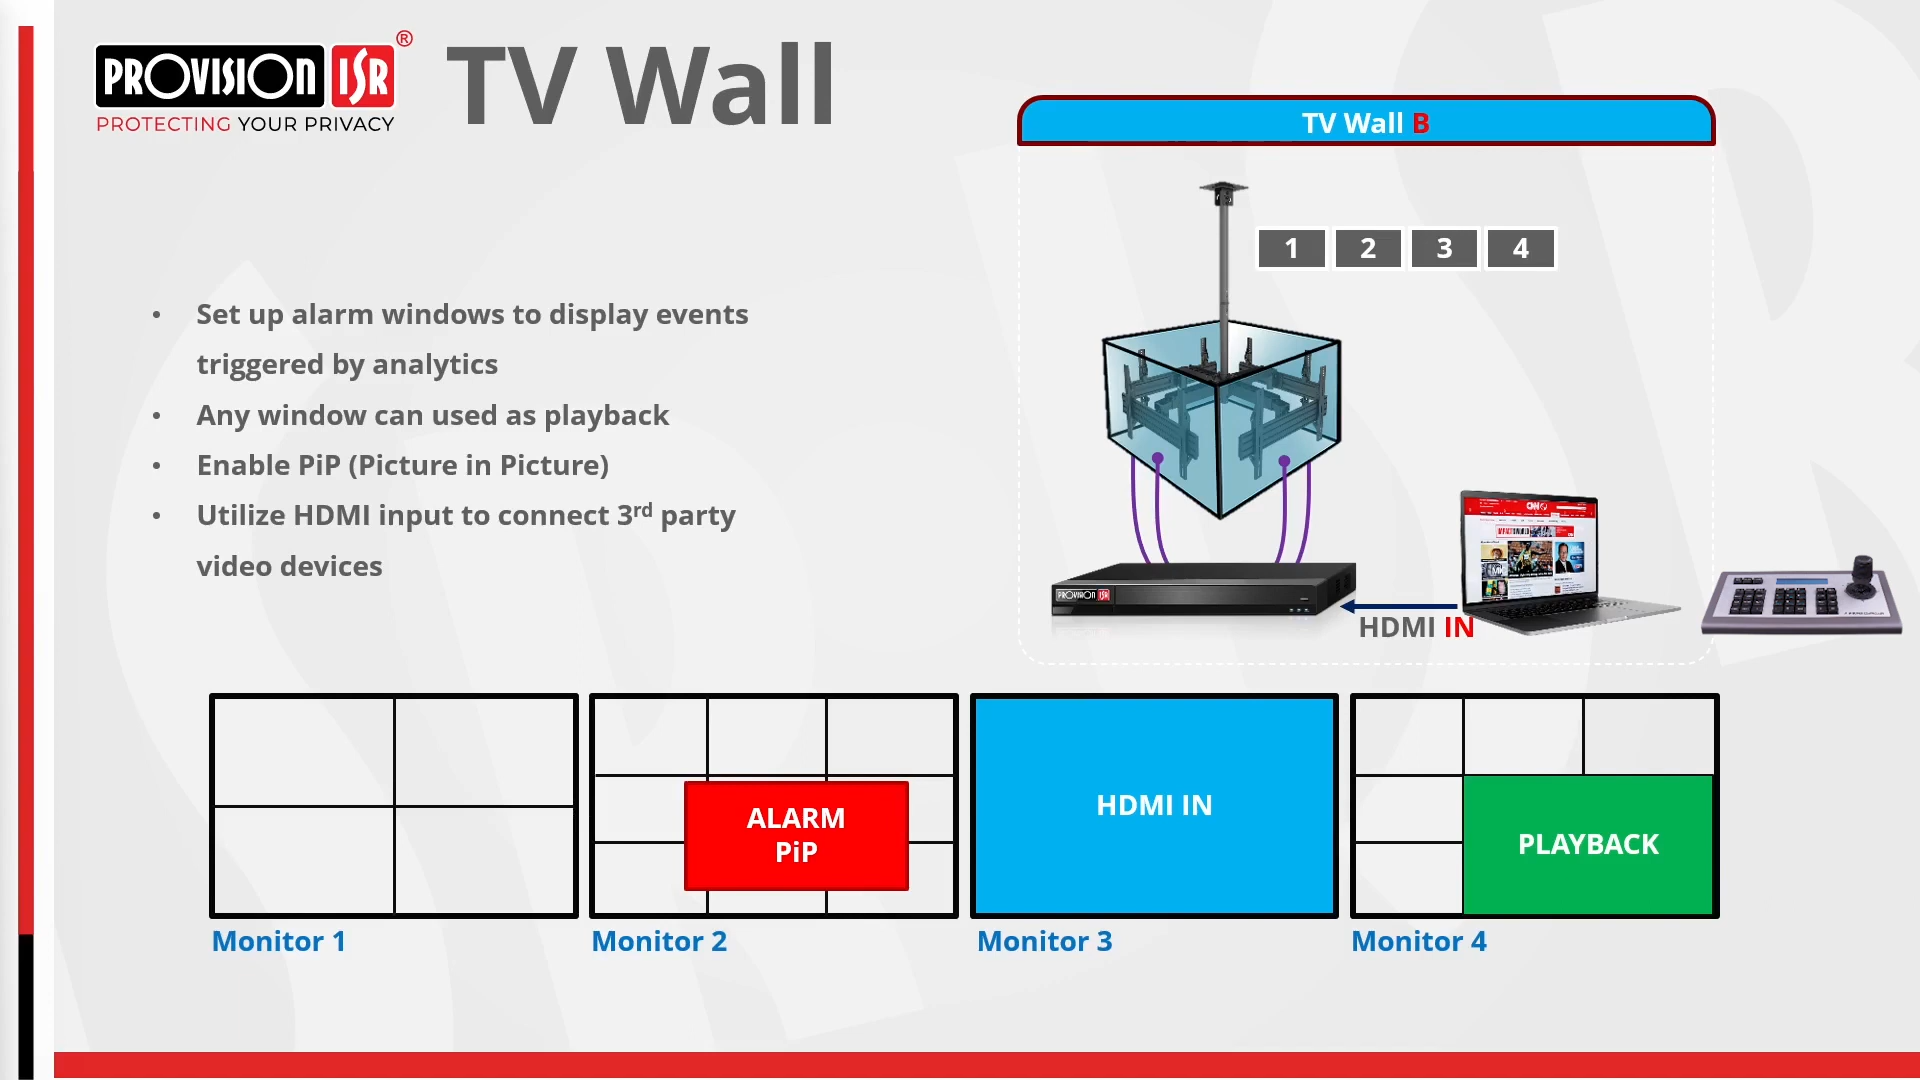 PROVISION ISR®
PROTECTING YOUR PRIVACY
TV Wall
TV Wall B
1 2 3 4
• Set up alarm windows to display events
triggered by analytics
• Any window can used as playback
• Enable PiP (Picture in Picture)
• Utilize HDMI input to connect 3rd party
video devices
PROVISION ISR
CNN
HDMI IN
ALARM
PiP
HDMI IN
PLAYBACK
Monitor 1
Monitor 2
Monitor 3
Monitor 4